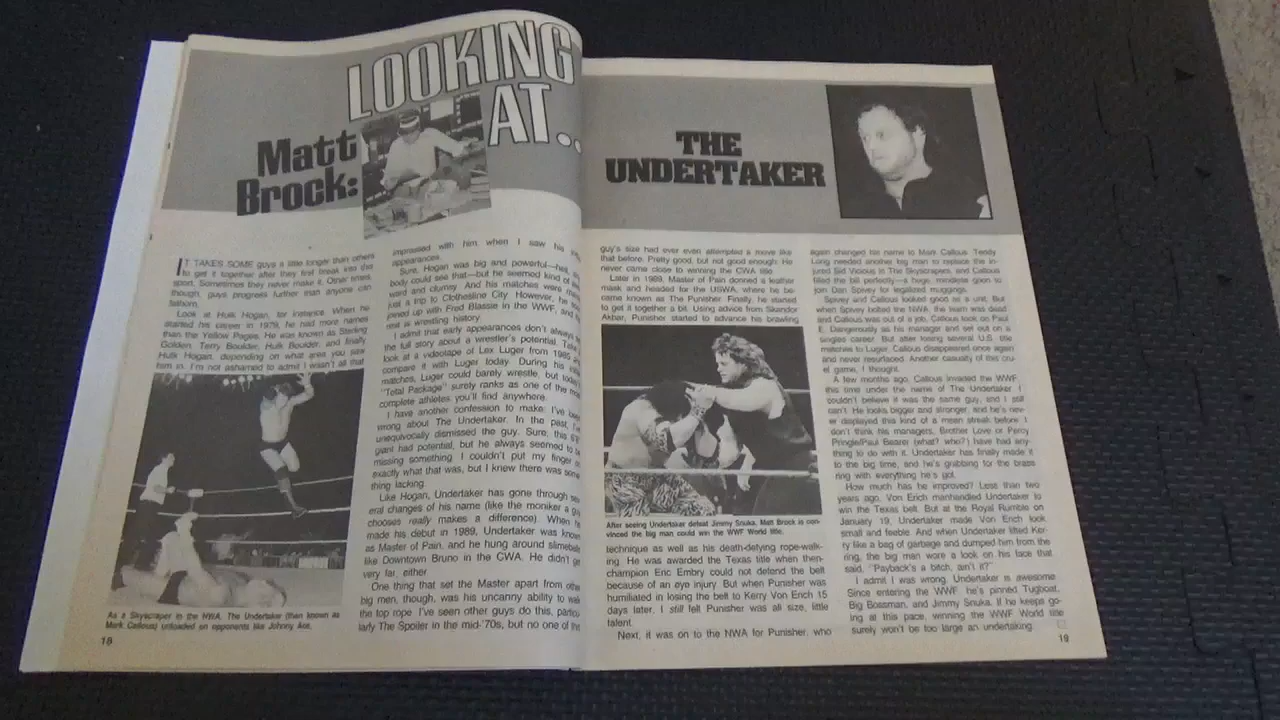 LOOKING
AT..
Matt
Brock:
THE
UNDERTAKER
IT TAKES SOME guys a little longer than others
to get it together after they first break into the
sport. Sometimes they never make it. Other times,
though, guys progress further than anyone can
fathom.
Look at Hulk Hogan, for instance. When he
started his career in 1979, he had more names
than the Yellow Pages. He was known as Sterling
Golden, Terry Boulder, Hulk Boulder, and finally
Hulk Hogan, depending on what area you saw
him in. I'm not ashamed to admit I wasn't all that
As a Skyscraper in the NWA, The Undertaker (then known as
Mark Callous) unloaded on opponents like Johnny Ace.
18
impressed with him when I saw his
appearances.
Sure, Hogan was big and powerful—hell,
body could see that—but he seemed kind of
ward and clumsy. And his matches were
just a trip to Clothesline City. However, he
joined up with Fred Blassie in the WWF, and
rest is wrestling history.
I admit that early appearances don't always
the full story about a wrestler's potential. Take
look at a videotape of Lex Luger from 1985
compare it with Luger today. During his
matches, Luger could barely wrestle, but today
"Total Package" surely ranks as one of the most
complete athletes you'll find anywhere.
I have another confession to make: I've been
wrong about The Undertaker. In the past, I've
unequivocally dismissed the guy. Sure, this
giant had potential, but he always seemed to be
missing something. I couldn't put my finger on
exactly what that was, but I knew there was some-
thing lacking.
Like Hogan, Undertaker has gone through sev-
eral changes of his name (like the moniker a guy
chooses really makes a difference). When he
made his debut in 1989, Undertaker was known
as Master of Pain, and he hung around slimeballs
like Downtown Bruno in the CWA. He didn't get
very far, either.
One thing that set the Master apart from other
big men, though, was his uncanny ability to walk
the top rope. I've seen other guys do this, particu-
larly The Spoiler in the mid-'70s, but no one of the
guy's size had ever even attempted a move like
that before. Pretty good, but not good enough: He
never came close to winning the CWA title.
Later in 1989, Master of Pain donned a leather
mask and headed for the USWA, where he be-
came known as The Punisher. Finally, he started
to get it together a bit. Using advice from Skandor
Akbar, Punisher started to advance his brawling
After seeing Undertaker defeat Jimmy Snuka, Matt Brock is con-
vinced the big man could win the WWF World title.
technique as well as his death-defying rope-walk-
ing. He was awarded the Texas title when then-
champion Eric Embry could not defend the belt
because of an eye injury. But when Punisher was
humiliated in losing the belt to Kerry Von Erich 15
days later, I still felt Punisher was all size, little
talent.
Next, it was on to the NWA for Punisher, who
again changed his name to Mark Callous. Teddy
Long needed another big man to replace the in-
jured Sid Vicious in The Skyscrapers, and Callous
filled the bill perfectly—a huge, mindless goon to
join Dan Spivey for legalized muggings.
Spivey and Callous looked good as a unit. But
when Spivey bolted the NWA, the team was dead
and Callous was out of a job. Callous took on Paul
E. Dangerously as his manager and set out on a
singles career. But after losing several U.S. title
matches to Luger, Callous disappeared once again
and never resurfaced. Another casualty of this cru-
el game, I thought.
A few months ago, Callous invaded the WWF,
this time under the name of The Undertaker. I
couldn't believe it was the same guy, and I still
can't. He looks bigger and stronger, and he's nev-
er displayed this kind of a mean streak before. I
don't think his managers, Brother Love or Percy
Pringle/Paul Bearer (what? who?) have had any-
thing to do with it. Undertaker has finally made it
to the big time, and he's grabbing for the brass
ring with everything he's got.
How much has he improved? Less than two
years ago, Von Erich manhandled Undertaker to
win the Texas belt. But at the Royal Rumble on
January 19, Undertaker made Von Erich look
small and feeble. And when Undertaker lifted Ker-
ry like a bag of garbage and dumped him from the
ring, the big man wore a look on his face that
said, "Payback's a bitch, ain't it?"
I admit I was wrong. Undertaker is awesome.
Since entering the WWF he's pinned Tugboat,
Big Bossman, and Jimmy Snuka. If he keeps go-
ing at this pace, winning the WWF World title
surely won't be too large an undertaking.
19